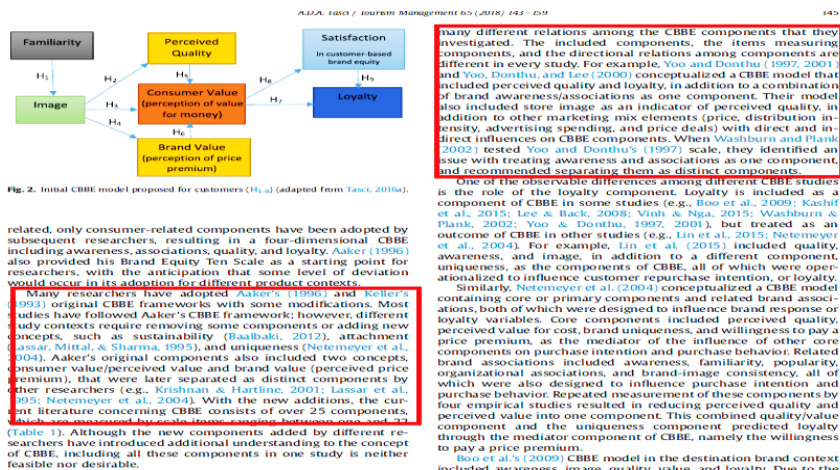 A.D.A. Tasci / Tourism Management 65 (2018) 143–159
145
Familiarity
Perceived
Quality
Satisfaction
In customer-based
brand equity
H1
H2
H5
H8
H9
Image
H3
Consumer Value
(perception of value
for money)
H7
Loyalty
H4
H6
Brand Value
(perception of price
premium)
Fig. 2. Initial CBBE model proposed for customers (H1-9) (adapted from Tasci, 2016a).
related, only consumer-related components have been adopted by
subsequent researchers, resulting in a four-dimensional CBBE
including awareness, associations, quality, and loyalty. Aaker (1996)
also provided his Brand Equity Ten Scale as a starting point for
researchers, with the anticipation that some level of deviation
would occur in its adoption for different product contexts.
Many researchers have adopted Aaker's (1996) and Keller's
(1993) original CBBE frameworks with some modifications. Most
studies have followed Aaker's CBBE framework; however, different
study contexts require removing some components or adding new
concepts, such as sustainability (Baalbaki, 2012), attachment
(Lassar, Mittal, & Sharma, 1995), and uniqueness (Netemeyer et al.,
2004). Aaker's original components also included two concepts,
consumer value/perceived value and brand value (perceived price
premium), that were later separated as distinct components by
other researchers (e.g., Krishnan & Hartline, 2001; Lassar et al.,
1995; Netemeyer et al., 2004). With the new additions, the cur-
rent literature concerning CBBE consists of over 25 components,
which are measured by scale items ranging between one and 22
(Table 1). Although the new components added by different re-
searchers have introduced additional understanding to the concept
of CBBE, including all these components in one study is neither
feasible nor desirable.
many different relations among the CBBE components that they
investigated. The included components, the items measuring
components, and the directional relations among components are
different in every study. For example, Yoo and Donthu (1997, 2001)
and Yoo, Donthu, and Lee (2000) conceptualized a CBBE model that
included perceived quality and loyalty, in addition to a combination
of brand awareness/associations as one component. Their model
also included store image as an indicator of perceived quality, in
addition to other marketing mix elements (price, distribution in-
tensity, advertising spending, and price deals) with direct and in-
direct influences on CBBE components. When Washburn and Plank
(2002) tested Yoo and Donthu's (1997) scale, they identified an
issue with treating awareness and associations as one component,
and recommended separating them as distinct components.
One of the observable differences among different CBBE studies
is the role of the loyalty component. Loyalty is included as a
component of CBBE in some studies (e.g., Boo et al., 2009; Kashif
et al., 2015; Lee & Back, 2008; Vinh & Nga, 2015; Washburn &
Plank, 2002; Yoo & Donthu, 1997, 2001), but treated as an
outcome of CBBE in other studies (e.g., Lin et al., 2015; Netemeyer
et al., 2004). For example, Lin et al. (2015) included quality,
awareness, and image, in addition to a different component,
uniqueness, as the components of CBBE, all of which were oper-
ationalized to influence customer repurchase intention, or loyalty.
Similarly, Netemeyer et al. (2004) conceptualized a CBBE model
containing core or primary components and related brand associ-
ations, both of which were designed to influence brand response or
loyalty variables. Core components included perceived quality,
perceived value for cost, brand uniqueness, and willingness to pay a
price premium, as the mediator of the influence of other core
components on purchase intention and purchase behavior. Related
brand associations included awareness, familiarity, popularity,
organizational associations, and brand-image consistency, all of
which were also designed to influence purchase intention and
purchase behavior. Repeated measurement of these components by
four empirical studies resulted in reducing perceived quality and
perceived value into one component. This combined quality/value
component and the uniqueness component predicted loyalty
through the mediator component of CBBE, namely the willingness
to pay a price premium.
Boo et al.'s (2009) CBBE model in the destination brand context
included awareness, image, quality, value, and loyalty. Due to the